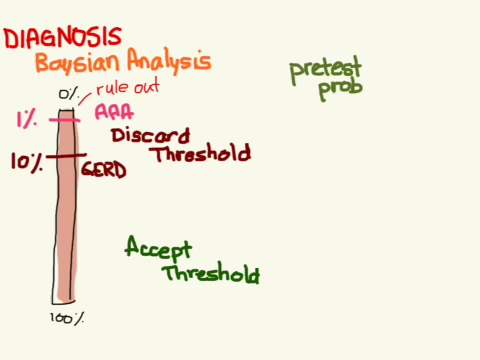 DIAGNOSIS
Baysian Analysis
pretest
prob
0%
rule out
1%
AAA
Discard
Threshold
10%
GERD
Accept
Threshold
100%